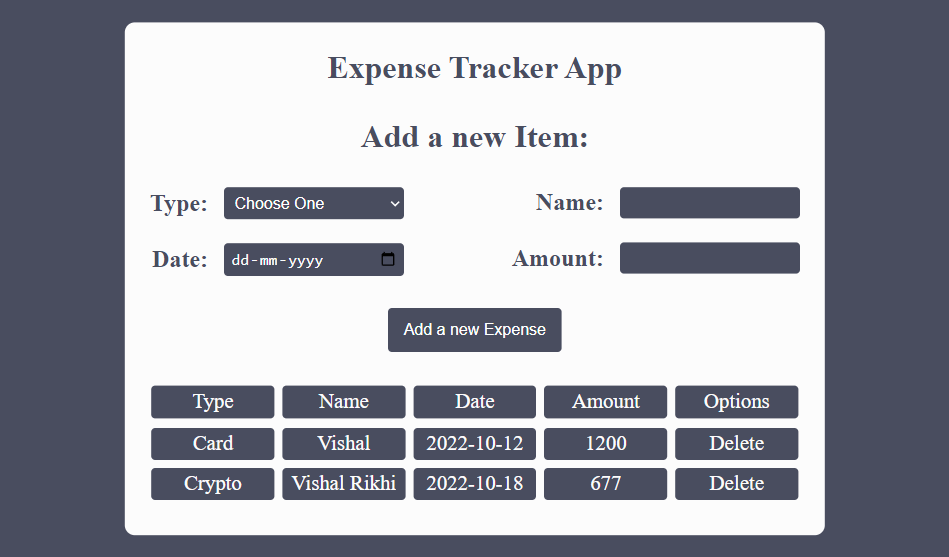 Expense Tracker App
Add a new Item:
Type: Choose One Name:
Date: dd-mm-yyyy Amount:
Add a new Expense
Type Name Date Amount Options
Card Vishal 2022-10-12 1200 Delete
Crypto Vishal Rikhi 2022-10-18 677 Delete